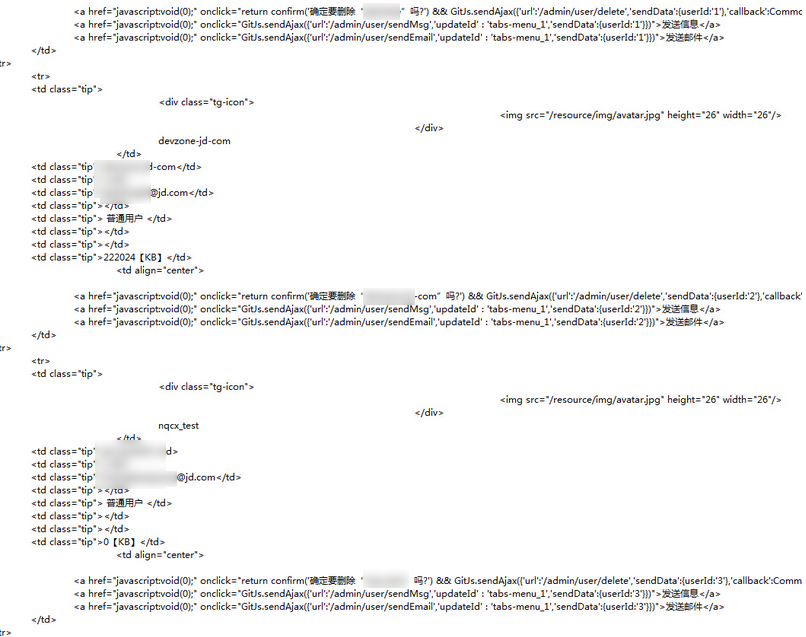 <a href="javascript:void(0);" onclick="return confirm('确定要删除 " " 吗?') && GitJs.sendAjax({'url':'/admin/user/delete','sendData':{userId:'1'},'callback':Commo
<a href="javascript:void(0);" onclick="GitJs.sendAjax({'url':'/admin/user/sendMsg','updateId' : 'tabs-menu_1','sendData':{userId:'1'}})">发送信息</a>
<a href="javascript:void(0);" onclick="GitJs.sendAjax({'url':'/admin/user/sendEmail','updateId' : 'tabs-menu_1','sendData':{userId:'1'}})">发送邮件</a>
</td>
tr>
<tr>
<td class="tip">
<div class="tg-icon">
<img src="/resource/img/avatar.jpg" height="26" width="26"/>
</div>
devzone-jd-com
</td>
<td class="tip" d-com</td>
<td class="tip"
<td class="tip" @jd.com</td>
<td class="tip"></td>
<td class="tip"> 普通用户 </td>
<td class="tip"></td>
<td class="tip"></td>
<td class="tip">222024【KB】</td>
<td align="center">
<a href="javascript:void(0);" onclick="return confirm('确定要删除 " -com" 吗?') && GitJs.sendAjax({'url':'/admin/user/delete','sendData':{userId:'2'},'callback'
<a href="javascript:void(0);" onclick="GitJs.sendAjax({'url':'/admin/user/sendMsg','updateId' : 'tabs-menu_1','sendData':{userId:'2'}})">发送信息</a>
<a href="javascript:void(0);" onclick="GitJs.sendAjax({'url':'/admin/user/sendEmail','updateId' : 'tabs-menu_1','sendData':{userId:'2'}})">发送邮件</a>
</td>
tr>
<tr>
<td class="tip">
<div class="tg-icon">
<img src="/resource/img/avatar.jpg" height="26" width="26"/>
</div>
nqcx_test
</td>
<td class="tip" d>
<td class="tip"
<td class="tip" @jd.com</td>
<td class="tip"></td>
<td class="tip"> 普通用户 </td>
<td class="tip"></td>
<td class="tip"></td>
<td class="tip">0【KB】</td>
<td align="center">
<a href="javascript:void(0);" onclick="return confirm('确定要删除 " 吗?') && GitJs.sendAjax({'url':'/admin/user/delete','sendData':{userId:'3'},'callback':Comm
<a href="javascript:void(0);" onclick="GitJs.sendAjax({'url':'/admin/user/sendMsg','updateId' : 'tabs-menu_1','sendData':{userId:'3'}})">发送信息</a>
<a href="javascript:void(0);" onclick="GitJs.sendAjax({'url':'/admin/user/sendEmail','updateId' : 'tabs-menu_1','sendData':{userId:'3'}})">发送邮件</a>
</td>
tr>